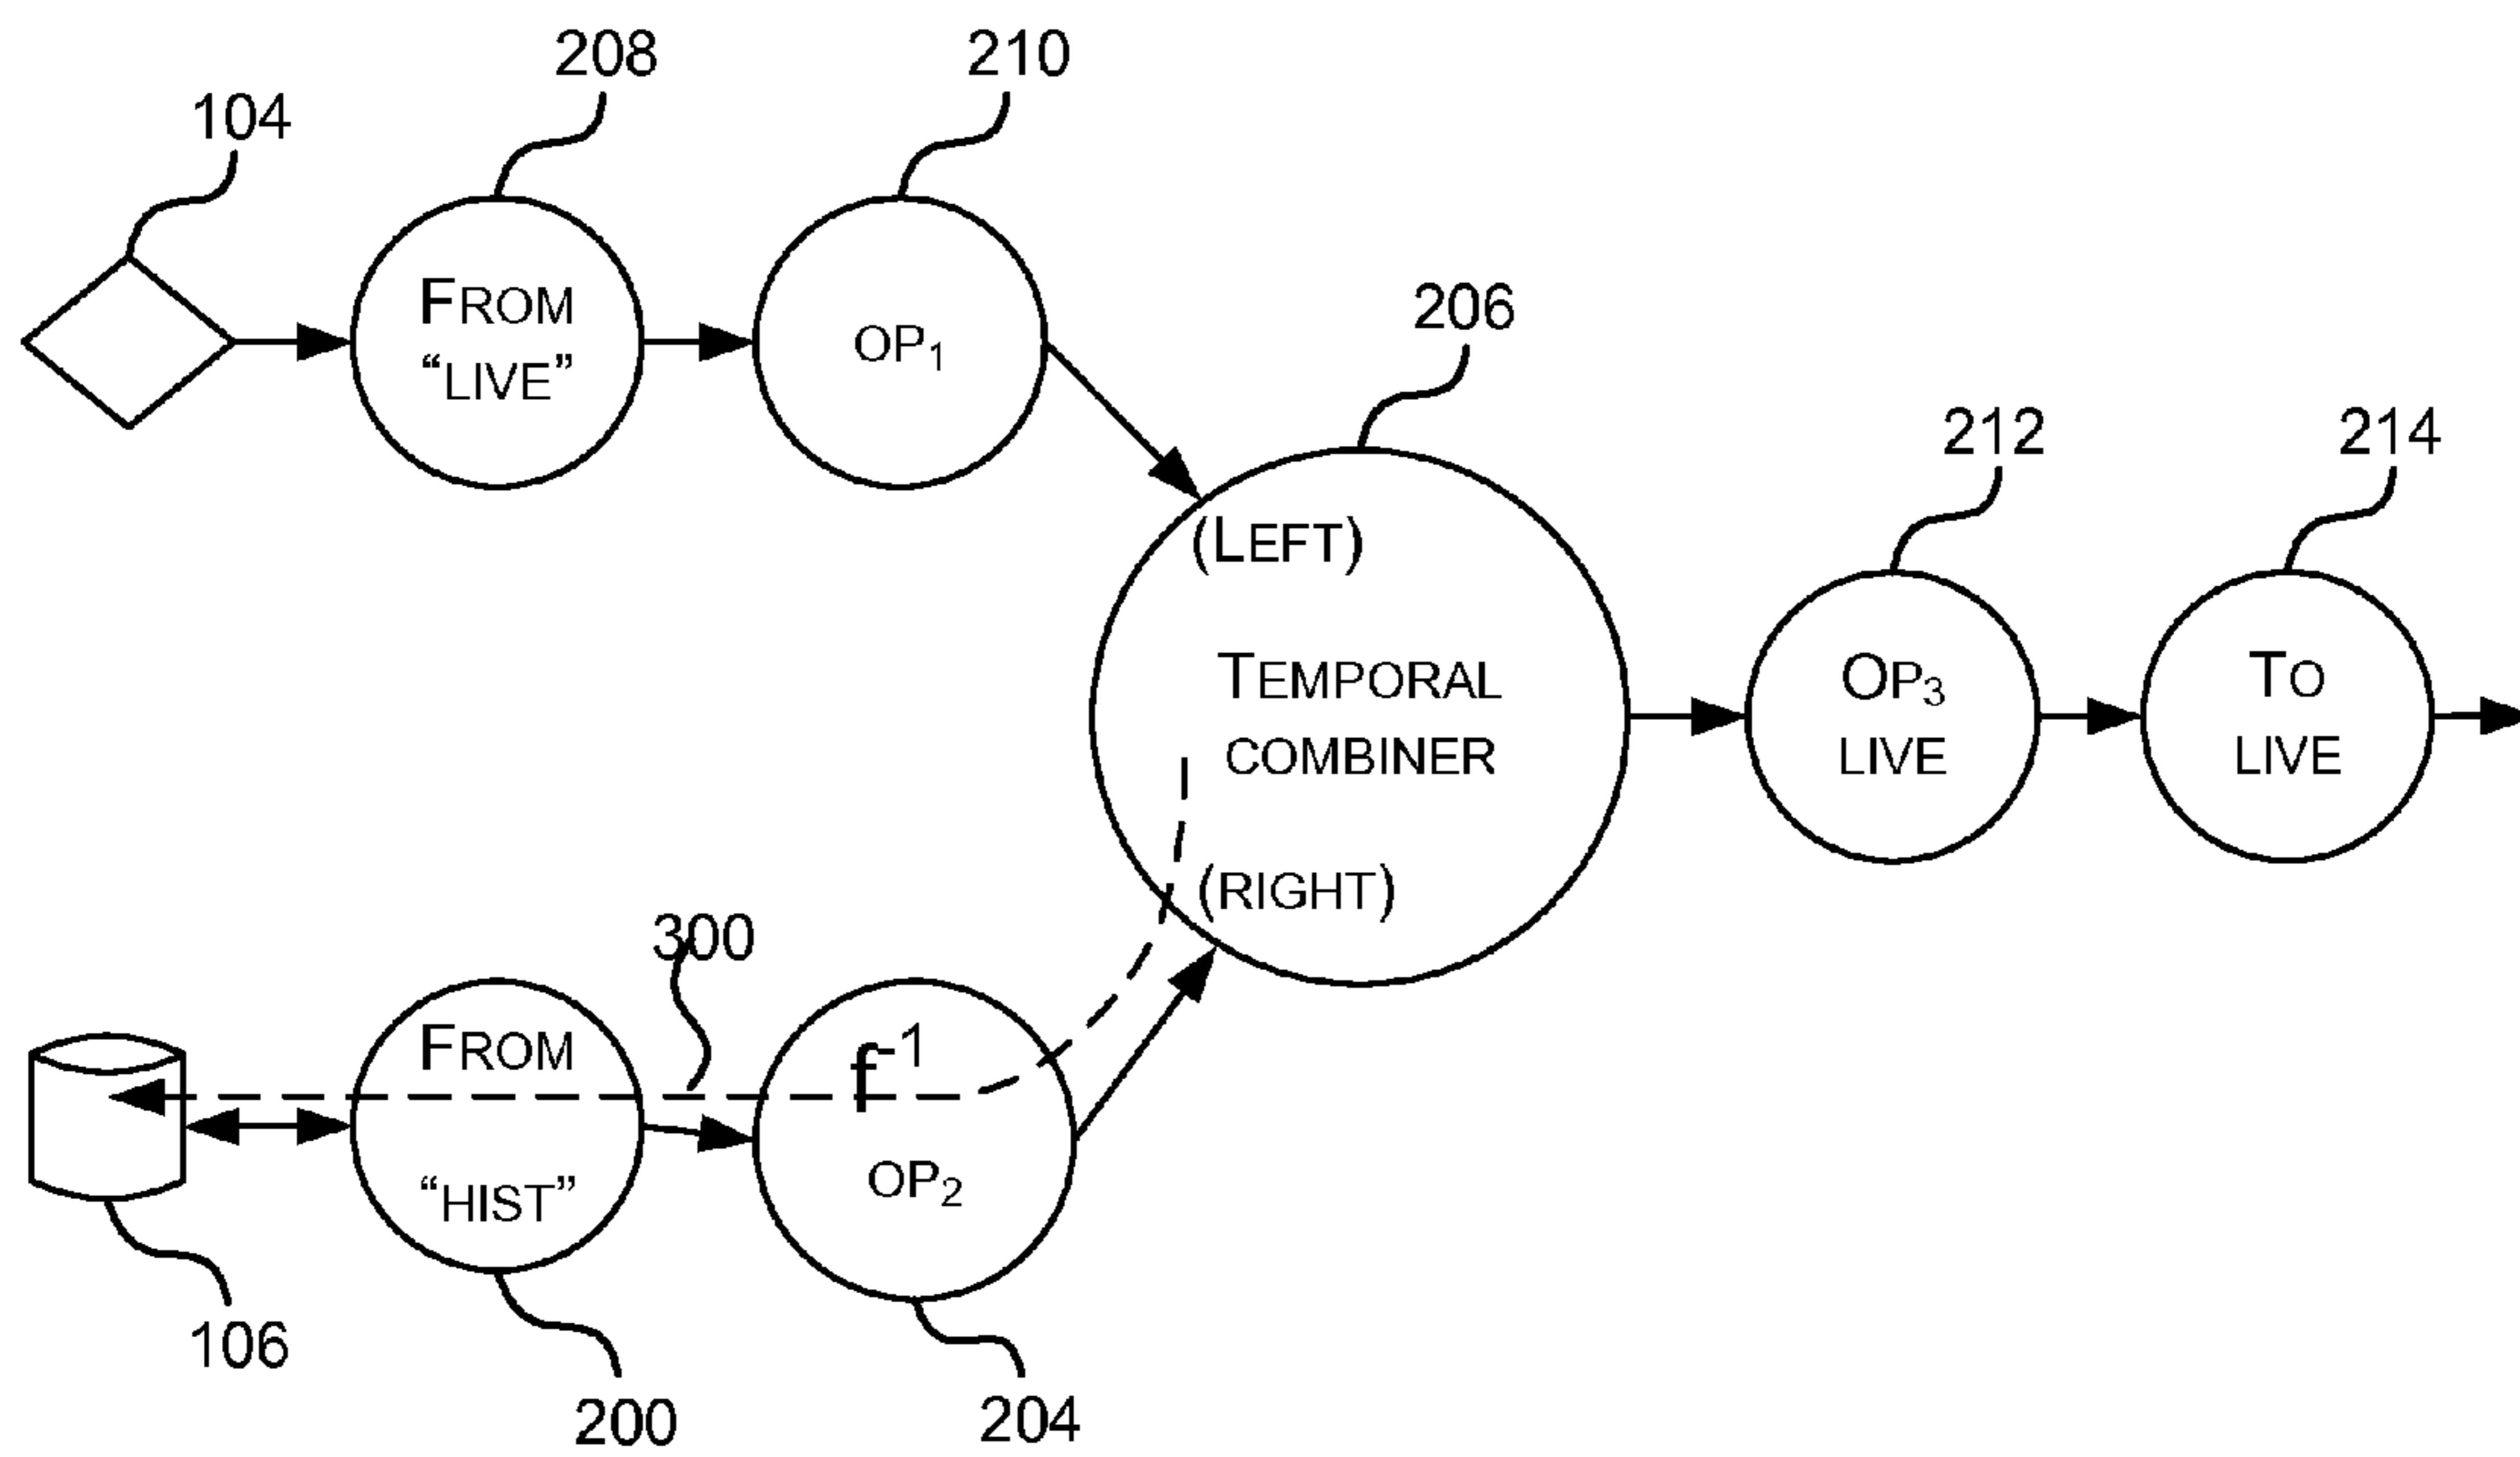 208
210
104
206
FROM
“LIVE”
OP1
212
214
(LEFT)
TEMPORAL
COMBINER
OP3
LIVE
TO
LIVE
(RIGHT)
300
FROM
“HIST”
f-1
OP2
106
200
204